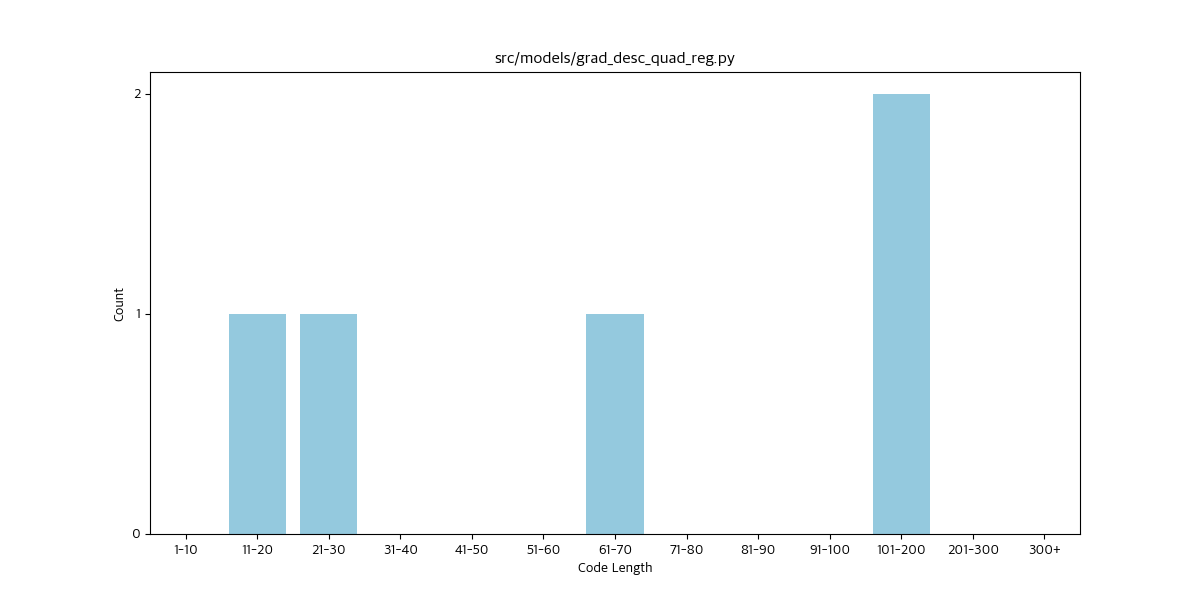 src/models/grad_desc_quad_reg.py
2
1
0
Count
1-10 11-20 21-30 31-40 41-50 51-60 61-70 71-80 81-90 91-100 101-200 201-300 300+
Code Length